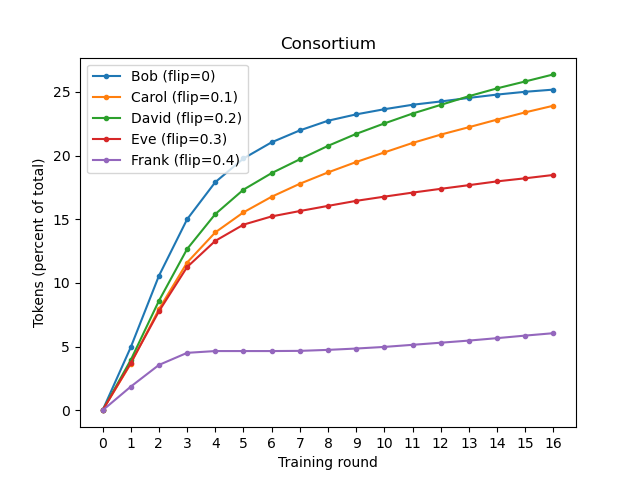 Consortium
Bob (flip=0)
Carol (flip=0.1)
David (flip=0.2)
Eve (flip=0.3)
Frank (flip=0.4)
Tokens (percent of total)
25
20
15
10
5
0
0 1 2 3 4 5 6 7 8 9 10 11 12 13 14 15 16
Training round